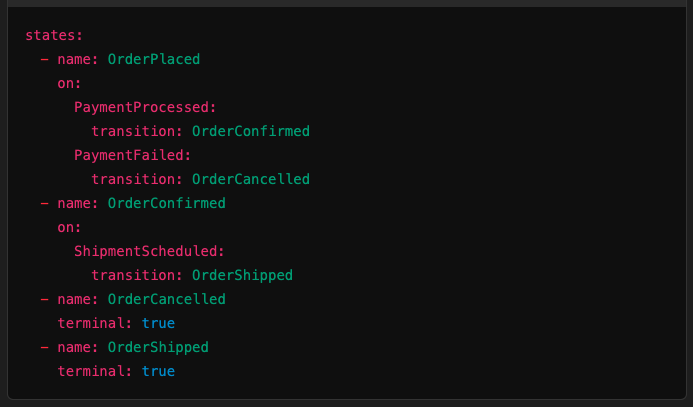 states:
  - name: OrderPlaced
    on:
      PaymentProcessed:
        transition: OrderConfirmed
      PaymentFailed:
        transition: OrderCancelled
  - name: OrderConfirmed
    on:
      ShipmentScheduled:
        transition: OrderShipped
  - name: OrderCancelled
    terminal: true
  - name: OrderShipped
    terminal: true